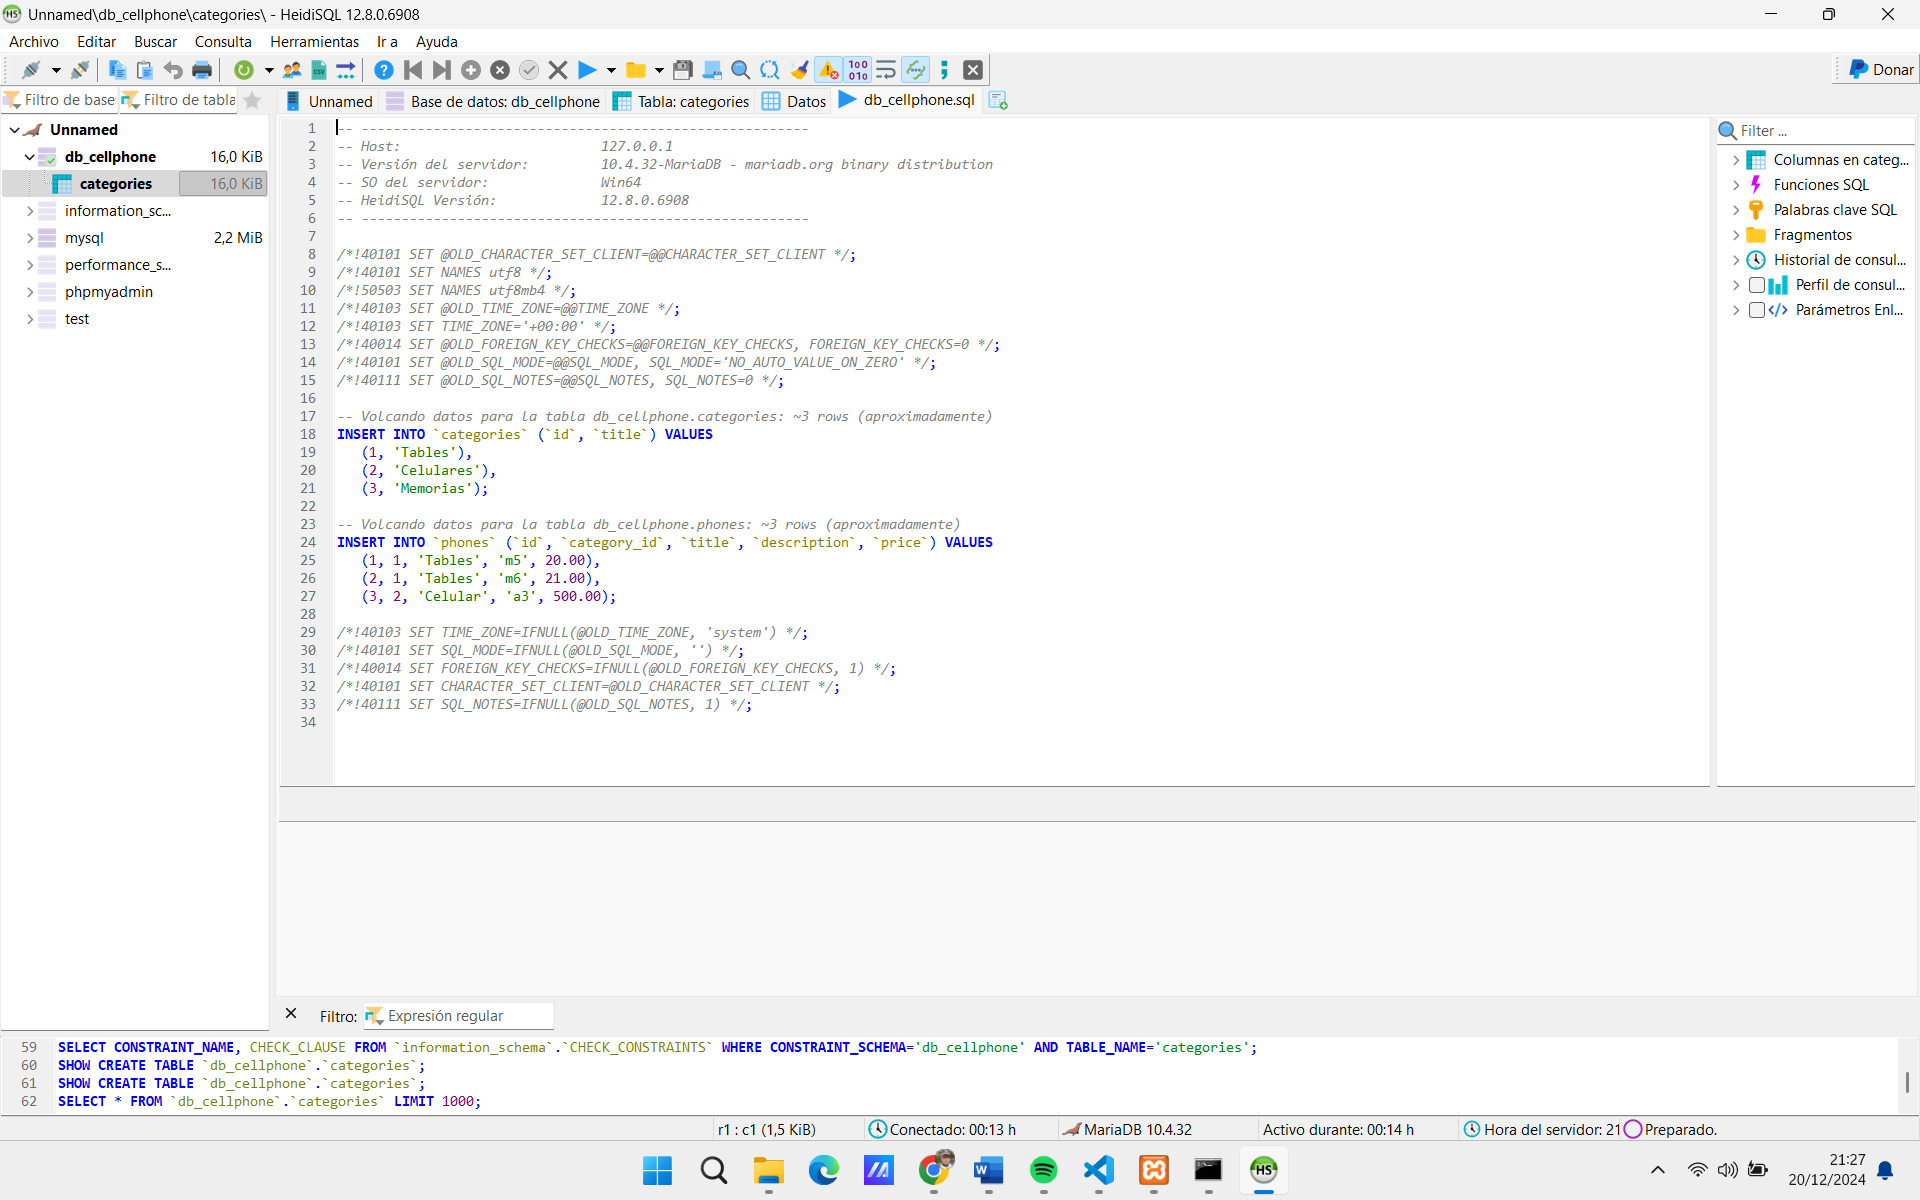 Unnamed\db_cellphone\categories\ - HeidiSQL 12.8.0.6908
Archivo Editar Buscar Consulta Herramientas Ir a Ayuda
Donar
Filtro de base Filtro de tabla
Unnamed Base de datos: db_cellphone Tabla: categories Datos db_cellphone.sql
Unnamed
db_cellphone 16,0 KiB
categories 16,0 KiB
information_sc...
mysql 2,2 MiB
performance_s...
phpmyadmin
test
1 -- --------------------------------------------------------
2 -- Host: 127.0.0.1
3 -- Versión del servidor: 10.4.32-MariaDB - mariadb.org binary distribution
4 -- SO del servidor: Win64
5 -- HeidiSQL Versión: 12.8.0.6908
6 -- --------------------------------------------------------
7
8 /*!40101 SET @OLD_CHARACTER_SET_CLIENT=@@CHARACTER_SET_CLIENT */;
9 /*!40101 SET NAMES utf8 */;
10 /*!50503 SET NAMES utf8mb4 */;
11 /*!40103 SET @OLD_TIME_ZONE=@@TIME_ZONE */;
12 /*!40103 SET TIME_ZONE='+00:00' */;
13 /*!40014 SET @OLD_FOREIGN_KEY_CHECKS=@@FOREIGN_KEY_CHECKS, FOREIGN_KEY_CHECKS=0 */;
14 /*!40101 SET @OLD_SQL_MODE=@@SQL_MODE, SQL_MODE='NO_AUTO_VALUE_ON_ZERO' */;
15 /*!40111 SET @OLD_SQL_NOTES=@@SQL_NOTES, SQL_NOTES=0 */;
16
17 -- Volcando datos para la tabla db_cellphone.categories: ~3 rows (aproximadamente)
18 INSERT INTO `categories` (`id`, `title`) VALUES
19 (1, 'Tables'),
20 (2, 'Celulares'),
21 (3, 'Memorias');
22
23 -- Volcando datos para la tabla db_cellphone.phones: ~3 rows (aproximadamente)
24 INSERT INTO `phones` (`id`, `category_id`, `title`, `description`, `price`) VALUES
25 (1, 1, 'Tables', 'm5', 20.00),
26 (2, 1, 'Tables', 'm6', 21.00),
27 (3, 2, 'Celular', 'a3', 500.00);
28
29 /*!40103 SET TIME_ZONE=IFNULL(@OLD_TIME_ZONE, 'system') */;
30 /*!40101 SET SQL_MODE=IFNULL(@OLD_SQL_MODE, '') */;
31 /*!40014 SET FOREIGN_KEY_CHECKS=IFNULL(@OLD_FOREIGN_KEY_CHECKS, 1) */;
32 /*!40101 SET CHARACTER_SET_CLIENT=@OLD_CHARACTER_SET_CLIENT */;
33 /*!40111 SET SQL_NOTES=IFNULL(@OLD_SQL_NOTES, 1) */;
34
Filter ...
Columnas en categ...
Funciones SQL
Palabras clave SQL
Fragmentos
Historial de consul...
Perfil de consul...
Parámetros Enl...
Filtro: Expresión regular
59 SELECT CONSTRAINT_NAME, CHECK_CLAUSE FROM `information_schema`.`CHECK_CONSTRAINTS` WHERE CONSTRAINT_SCHEMA='db_cellphone' AND TABLE_NAME='categories';
60 SHOW CREATE TABLE `db_cellphone`.`categories`;
61 SHOW CREATE TABLE `db_cellphone`.`categories`;
62 SELECT * FROM `db_cellphone`.`categories` LIMIT 1000;
r1 : c1 (1,5 KiB) Conectado: 00:13 h MariaDB 10.4.32 Activo durante: 00:14 h Hora del servidor: 21 Preparado.
HS
21:27
20/12/2024